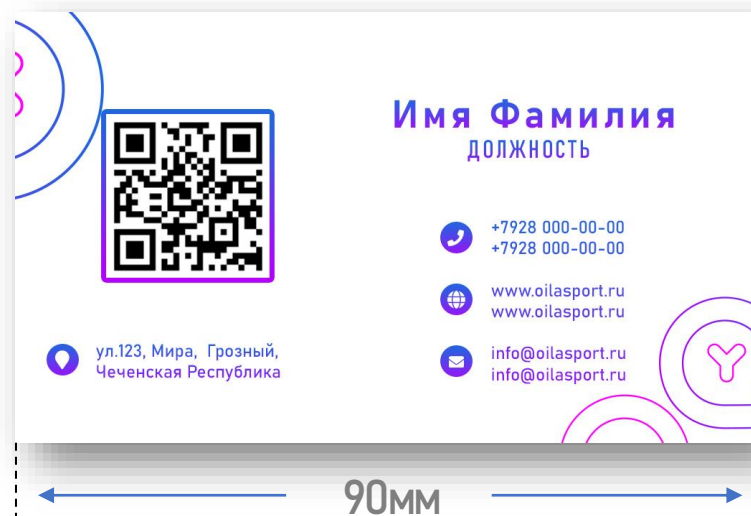 Имя Фамилия
ДОЛЖНОСТЬ
+7928 000-00-00
+7928 000-00-00
www.oilasport.ru
www.oilasport.ru
info@oilasport.ru
info@oilasport.ru
ул.123, Мира, Грозный,
Чеченская Республика
90мм